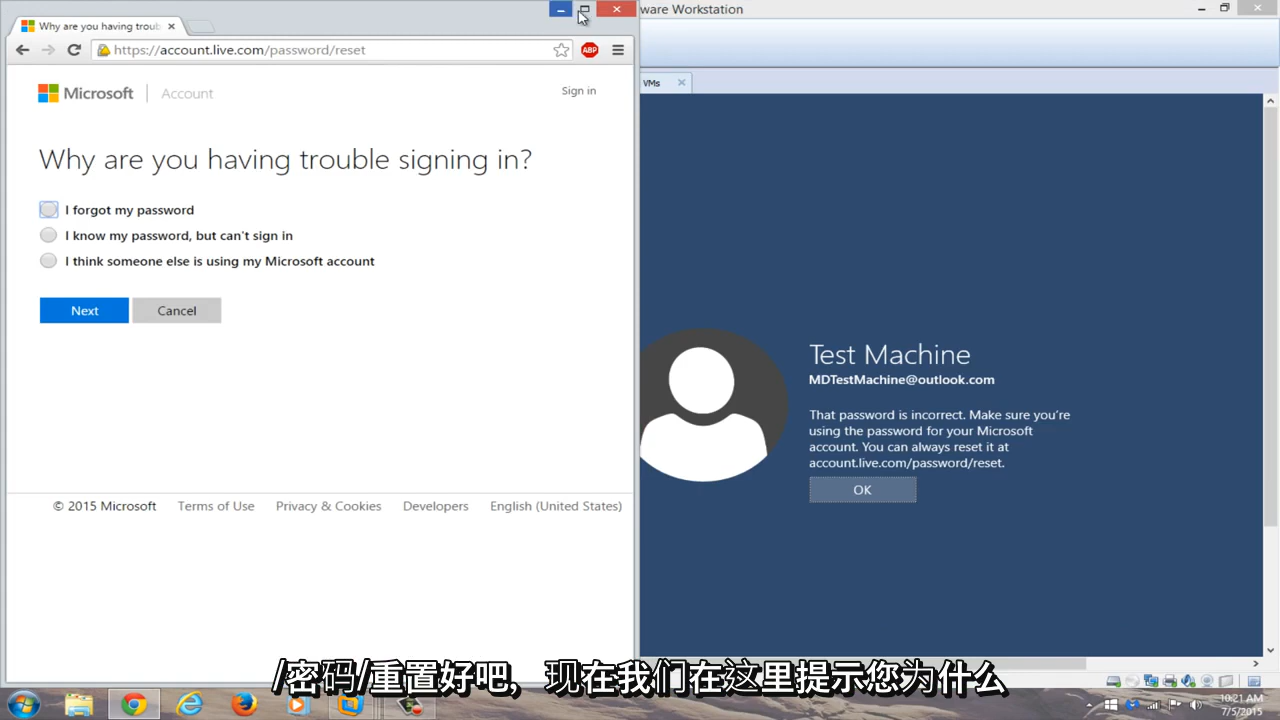 Why are you having troub
ware Workstation
https://account.live.com/password/reset
ABP
VMs
Microsoft
Account
Sign in
Why are you having trouble signing in?
I forgot my password
I know my password, but can't sign in
I think someone else is using my Microsoft account
Next
Cancel
Test Machine
MDTestMachine@outlook.com
That password is incorrect. Make sure you're
using the password for your Microsoft
account. You can always reset it at
account.live.com/password/reset.
OK
© 2015 Microsoft
Terms of Use
Privacy & Cookies
Developers
English (United States)
/密码/重置好吧，现在我们在这里提示您为什么
10:21 AM
7/5/2015